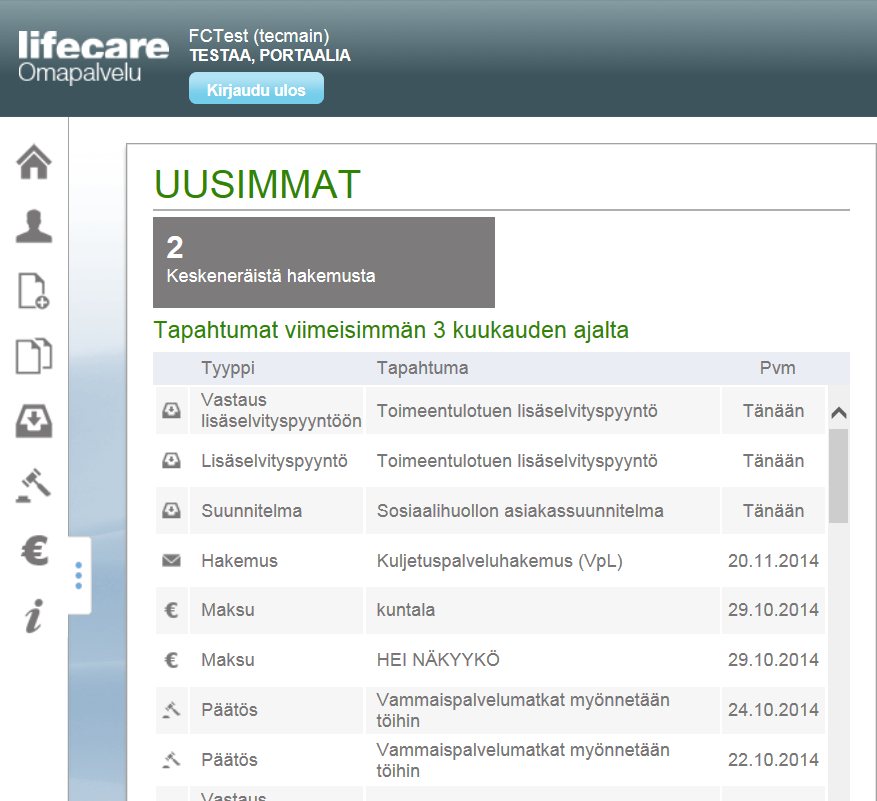 lifecare
Omapalvelu
FCTest (tecmain)
TESTAA, PORTAALIA
Kirjaudu ulos
UUSIMMAT
2
Keskeneräistä hakemusta
Tapahtumat viimeisimmän 3 kuukauden ajalta
Tyyppi Tapahtuma Pvm
Vastaus
lisäselvityspyyntöön Toimeentulotuen lisäselvityspyyntö Tänään
Lisäselvityspyyntö Toimeentulotuen lisäselvityspyyntö Tänään
Suunnitelma Sosiaalihuollon asiakassuunnitelma Tänään
Hakemus Kuljetuspalveluhakemus (VpL) 20.11.2014
€ Maksu kuntala 29.10.2014
€ Maksu HEI NÄKYYKÖ 29.10.2014
Päätös Vammaispalvelumatkat myönnetään
töihin 24.10.2014
Päätös Vammaispalvelumatkat myönnetään
töihin 22.10.2014
Vastaus